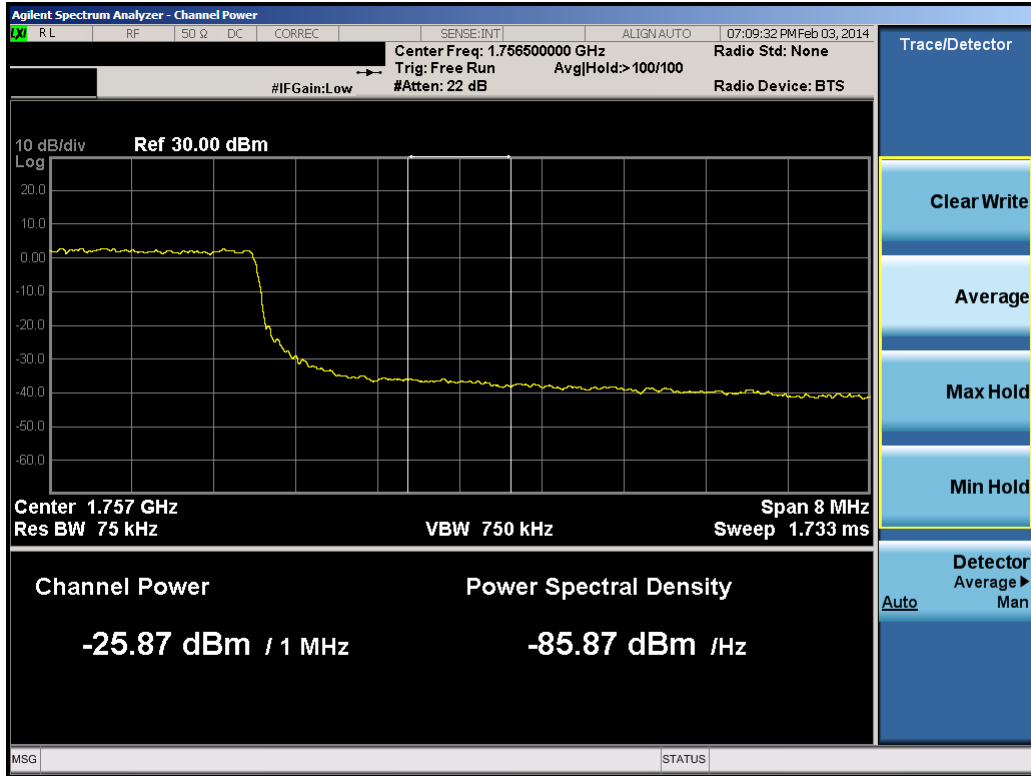 Agilent Spectrum Analyzer - Channel Power
LXI RL RF 50 Ω DC CORREC SENSE:INT ALIGN AUTO 07:09:32 PM Feb 03, 2014
Center Freq: 1.756500000 GHz Radio Std: None
Trig: Free Run Avg|Hold:> 100/100
#IFGain:Low #Atten: 22 dB Radio Device: BTS
10 dB/div Ref 30.00 dBm
Log
20.0
10.0
0.00
-10.0
-20.0
-30.0
-40.0
-50.0
-60.0
Center 1.757 GHz Span 8 MHz
Res BW 75 kHz VBW 750 kHz Sweep 1.733 ms
Channel Power Power Spectral Density
-25.87 dBm / 1 MHz -85.87 dBm /Hz
MSG STATUS
Trace/Detector
Clear Write
Average
Max Hold
Min Hold
Detector
Average ▶
Auto Man